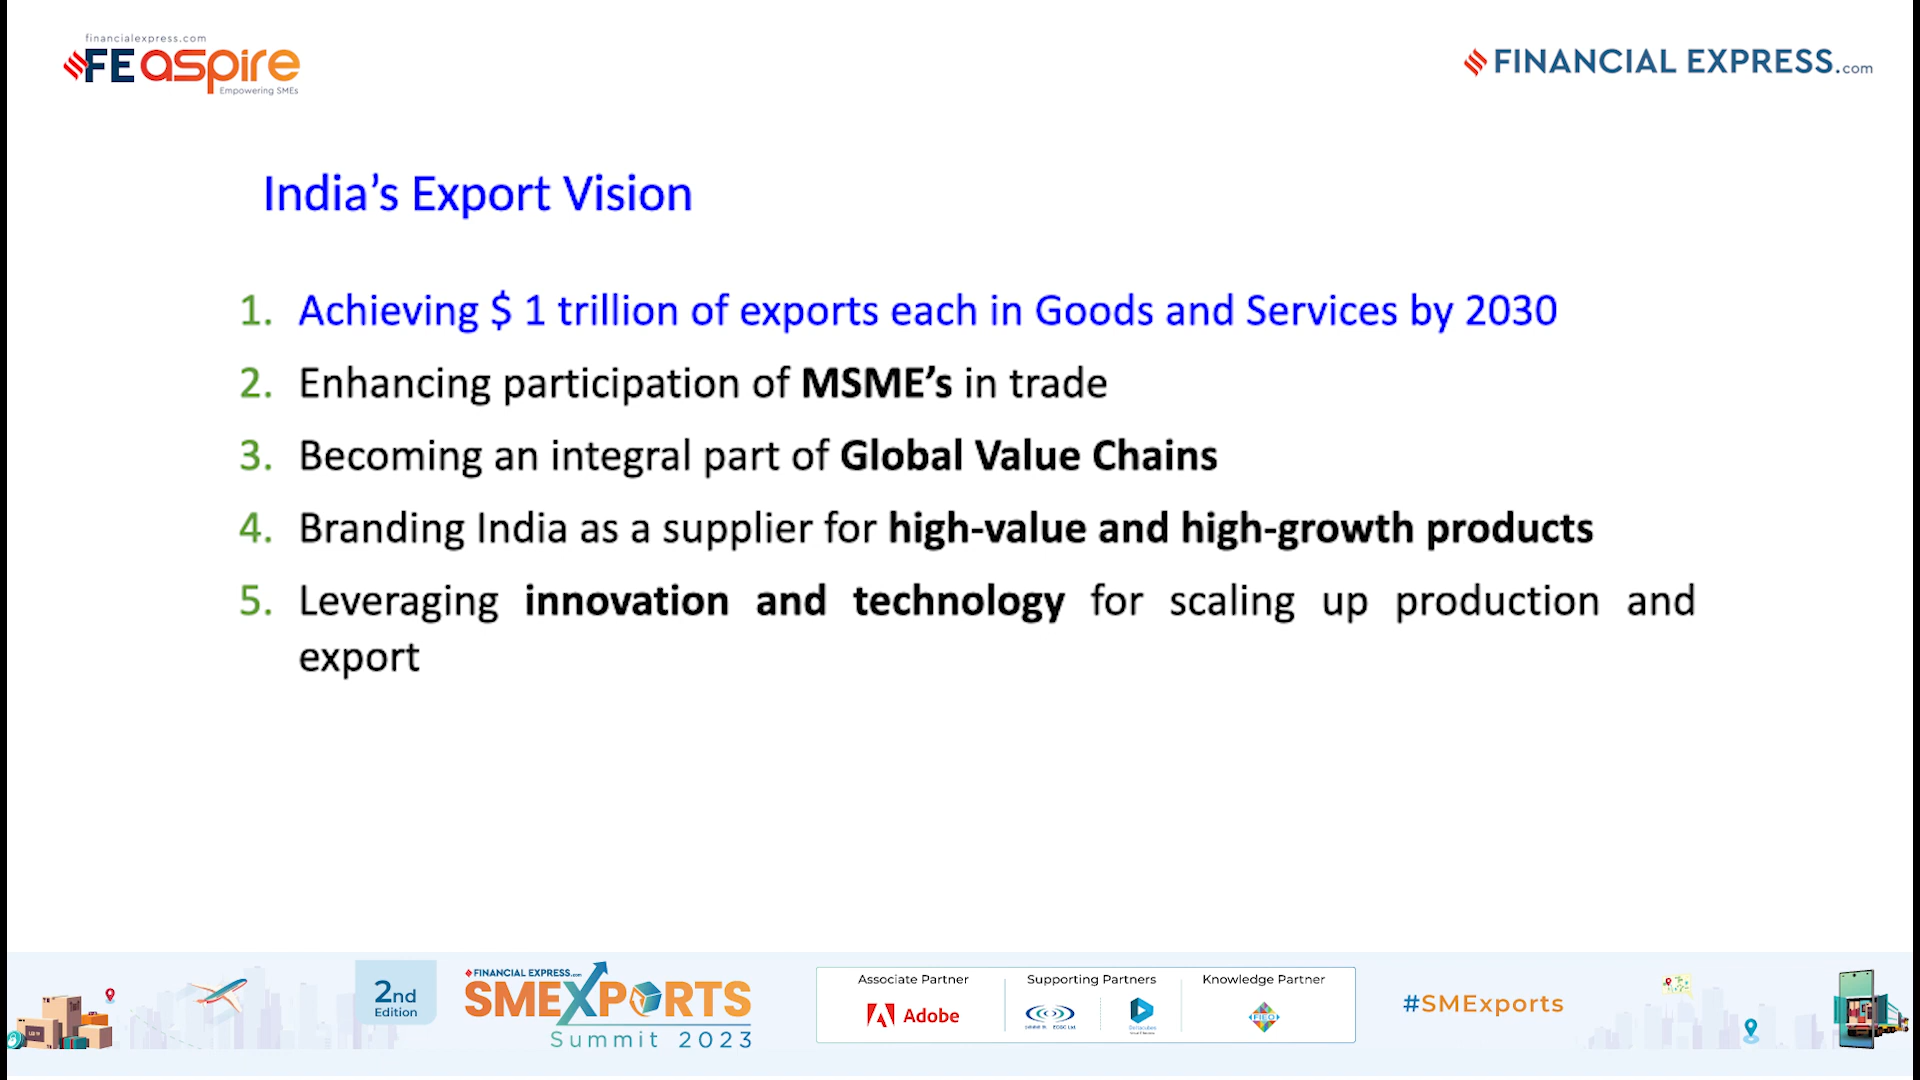 financialexpress.com
FE aspire
Empowering SMEs
FINANCIAL EXPRESS.com
India’s Export Vision
1. Achieving $ 1 trillion of exports each in Goods and Services by 2030
2. Enhancing participation of MSME’s in trade
3. Becoming an integral part of Global Value Chains
4. Branding India as a supplier for high-value and high-growth products
5. Leveraging innovation and technology for scaling up production and
export
2nd
Edition
FINANCIAL EXPRESS.com
SMEXPORTS
Summit 2023
Associate Partner
Adobe
Supporting Partners
ECGC Ltd.
Knowledge Partner
FIEO
#SMExports